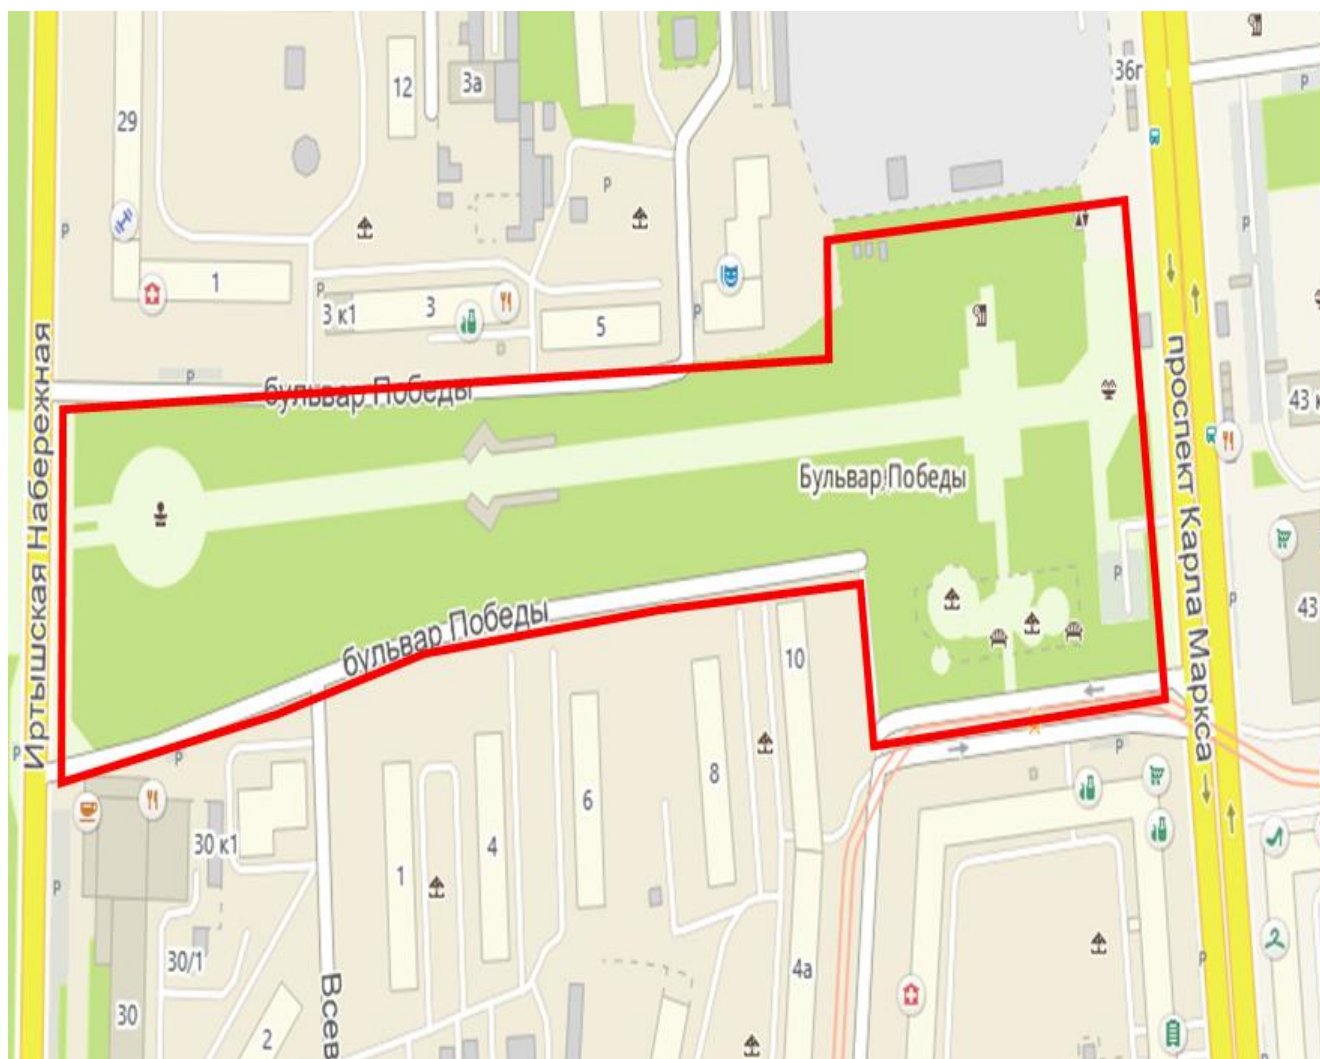 36г
P
12
3а
29
P
P
P
1
P
3 к1
3
5
P
P
бульвар Победы
43 к
Иртышская Набережная
проспект Карла Маркса
Бульвар Победы
P
P
43
бульвар Победы
10
P
P
P
8
6
4
1
30 к1
P
30/1
4а
P
Всев
30
2